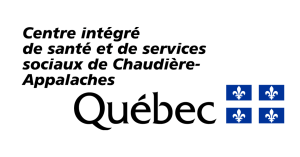 Centre intégré
de santé et de services
sociaux de Chaudière-
Appalaches
Québec